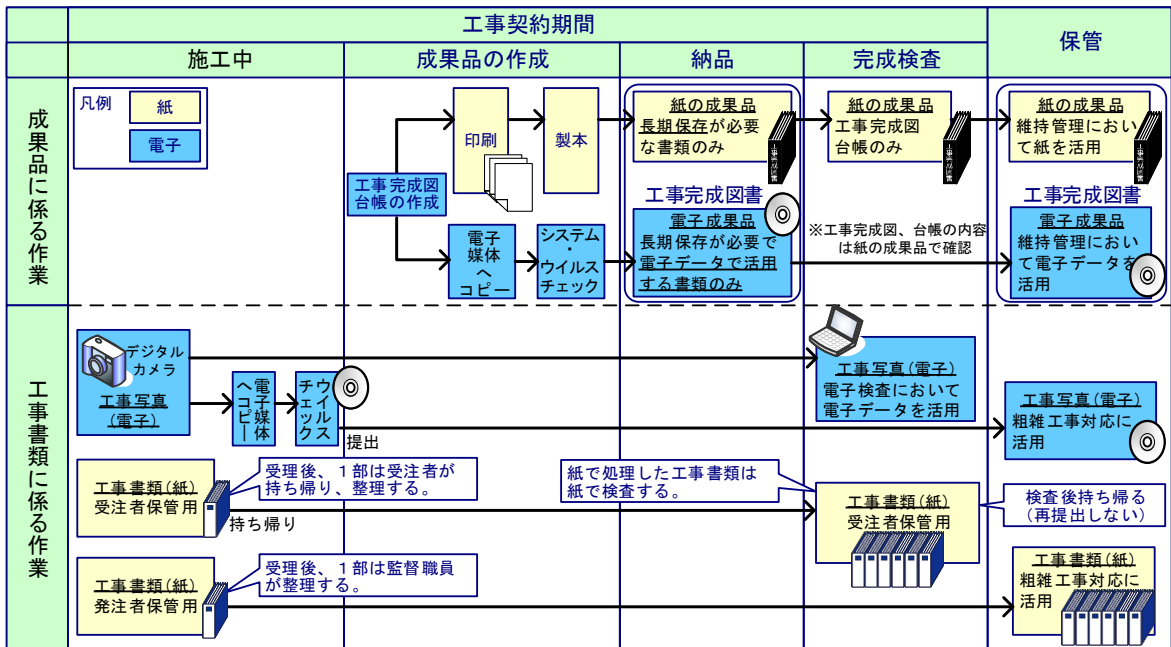 工事契約期間
保管
施工中
成果品の作成
納品
完成検査
成果品に係る作業
凡例
紙
電子
工事完成図
台帳の作成
印刷
製本
電子
媒体
へ
コピー
システム
・
ウイルス
チェック
紙の成果品
長期保存が必要
な書類のみ
工事完成図書
電子成果品
長期保存が必要で
電子データで活用
する書類のみ
紙の成果品
工事完成図
台帳のみ
※工事完成図、台帳の内容
は紙の成果品で確認
紙の成果品
維持管理におい
て紙を活用
工事完成図書
電子成果品
維持管理におい
て電子データを
活用
工事書類に係る作業
デジタル
カメラ
工事写真
(電子)
電子媒体
へコピー
ウイルス
チェック
提出
工事写真(電子)
電子検査において
電子データを活用
工事写真(電子)
粗雑工事対応に
活用
工事書類(紙)
受注者保管用
受理後、１部は受注者が
持ち帰り、整理する。
持ち帰り
紙で処理した工事書類は
紙で検査する。
工事書類(紙)
受注者保管用
検査後持ち帰る
(再提出しない)
工事書類(紙)
発注者保管用
受理後、１部は監督職員
が整理する。
工事書類(紙)
粗雑工事対応に
活用